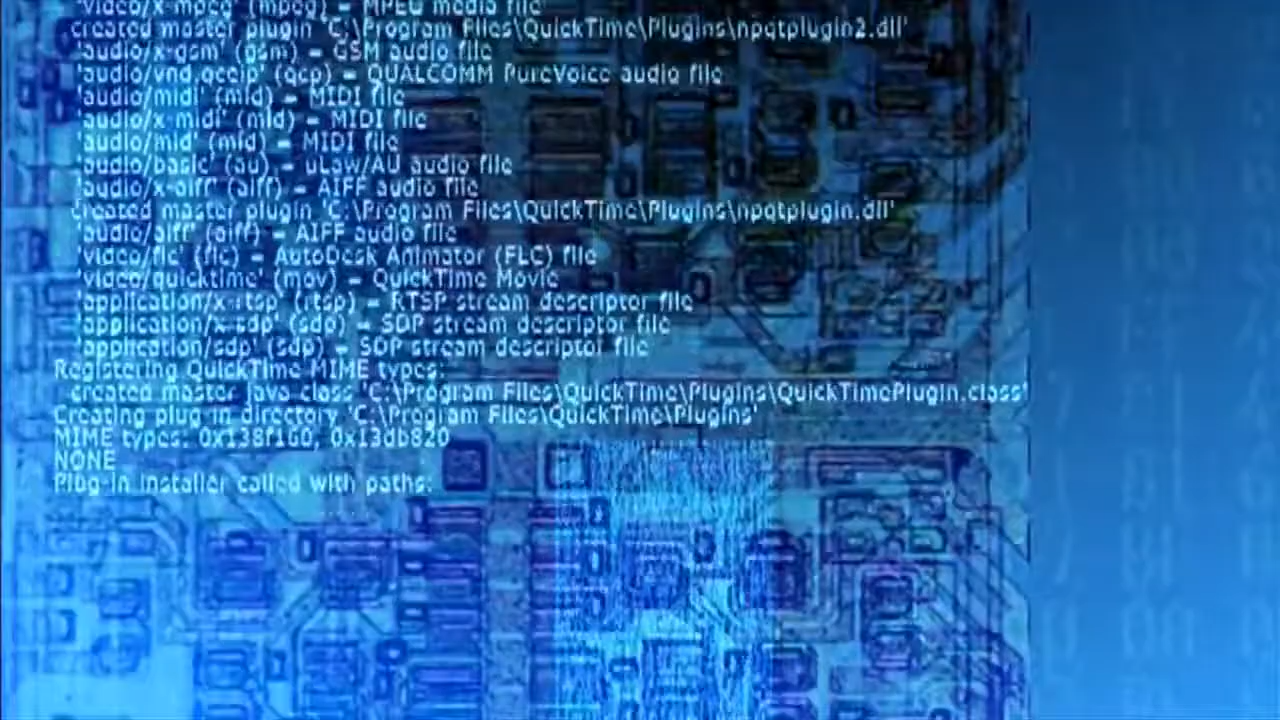 'video/x-mpeg' (mpeg) – MPEG media file'
created master plugin 'C:\Program Files\QuickTime\Plugins\npqtplugin2.dll'
'audio/x-gsm' (gsm) – GSM audio file
'audio/vnd.qcelp' (qcp) – QUALCOMM PureVoice audio file
'audio/midi' (mid) – MIDI file
'audio/x-midi' (mid) – MIDI file
'audio/mid' (mid) – MIDI file
'audio/basic' (au) – uLaw/AU audio file
'audio/x-aiff' (aiff) – AIFF audio file
created master plugin 'C:\Program Files\QuickTime\Plugins\npqtplugin.dll'
'audio/aiff' (aiff) – AIFF audio file
'video/flc' (flc) – AutoDesk Animator (FLC) file
'video/quicktime' (mov) – QuickTime Movie
'application/x-rtsp' (rtsp) – RTSP stream descriptor file
'application/x-sdp' (sdp) – SDP stream descriptor file
'application/sdp' (sdp) – SDP stream descriptor file
Registering QuickTime MIME types:
created master java class 'C:\Program Files\QuickTime\Plugins\QuickTimePlugin.class'
Creating plug-in directory 'C:\Program Files\QuickTime\Plugins'
MIME types: 0x138f160, 0x13db820
NONE
Plug-in installer called with paths: